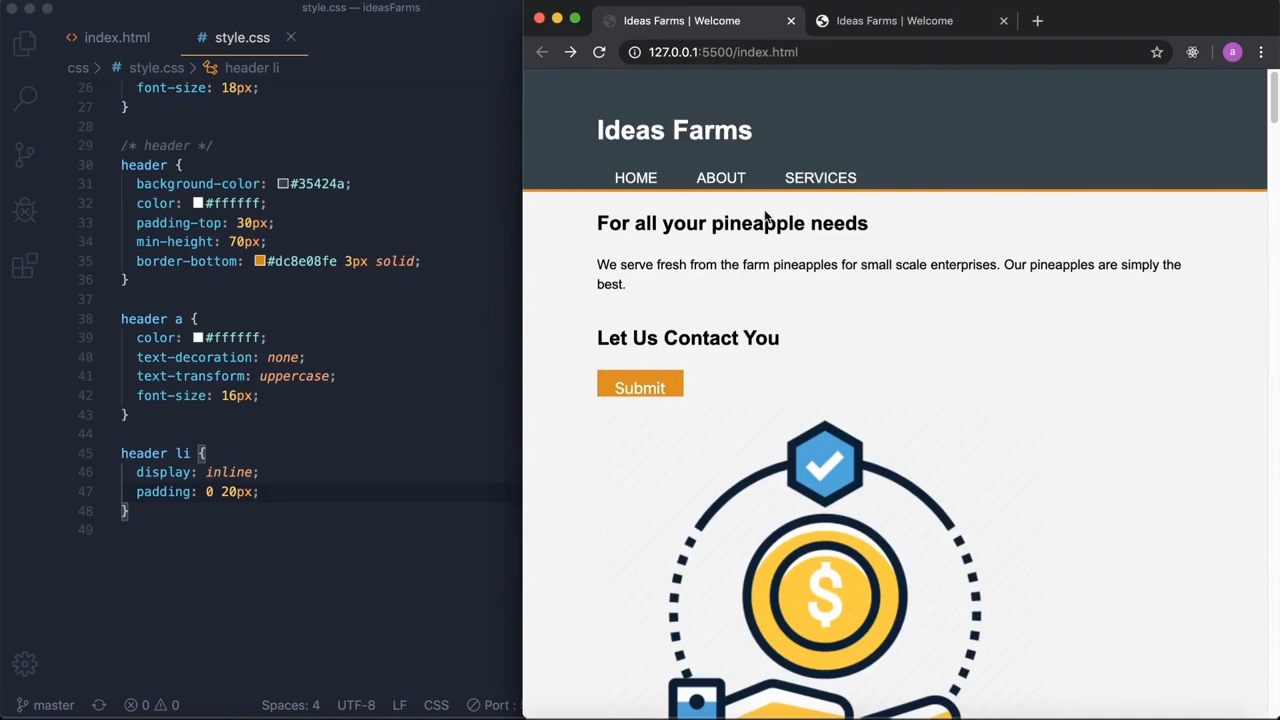 style.css — ideasFarms
index.html
# style.css
css > # style.css > header li
26 font-size: 18px;
27 }
28
29 /* header */
30 header {
31 background-color: #35424a;
32 color: #ffffff;
33 padding-top: 30px;
34 min-height: 70px;
35 border-bottom: #dc8e08fe 3px solid;
36 }
37
38 header a {
39 color: #ffffff;
40 text-decoration: none;
41 text-transform: uppercase;
42 font-size: 16px;
43 }
44
45 header li {
46 display: inline;
47 padding: 0 20px;
48 }
49
master 0 0 Spaces: 4 UTF-8 LF CSS Port :
Ideas Farms | Welcome
Ideas Farms | Welcome
127.0.0.1:5500/index.html
a
Ideas Farms
HOME ABOUT SERVICES
For all your pineapple needs
We serve fresh from the farm pineapples for small scale enterprises. Our pineapples are simply the
best.
Let Us Contact You
Submit
$